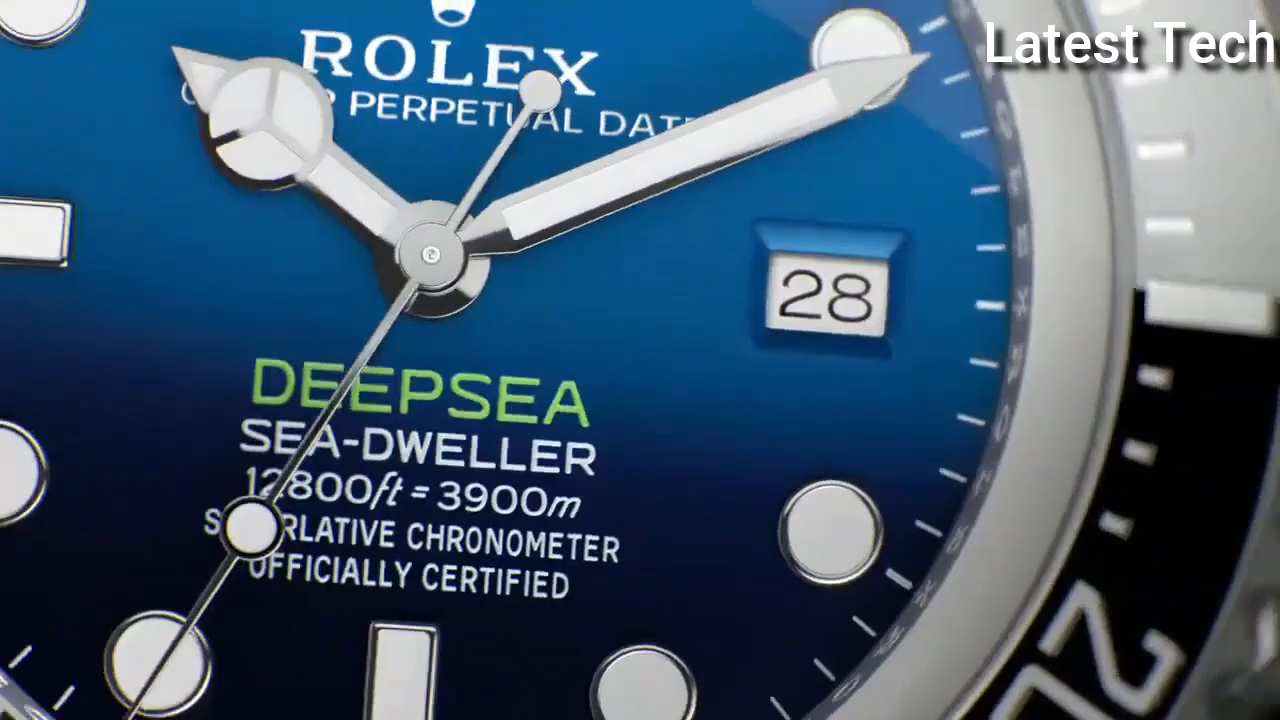 Latest Tech
ROLEX
PERPETUAL
28
DEEPSEA
SEA-DWELLER
12800ft = 3900m
CHRONOMETER
OFFICIALLY CERTIFIED